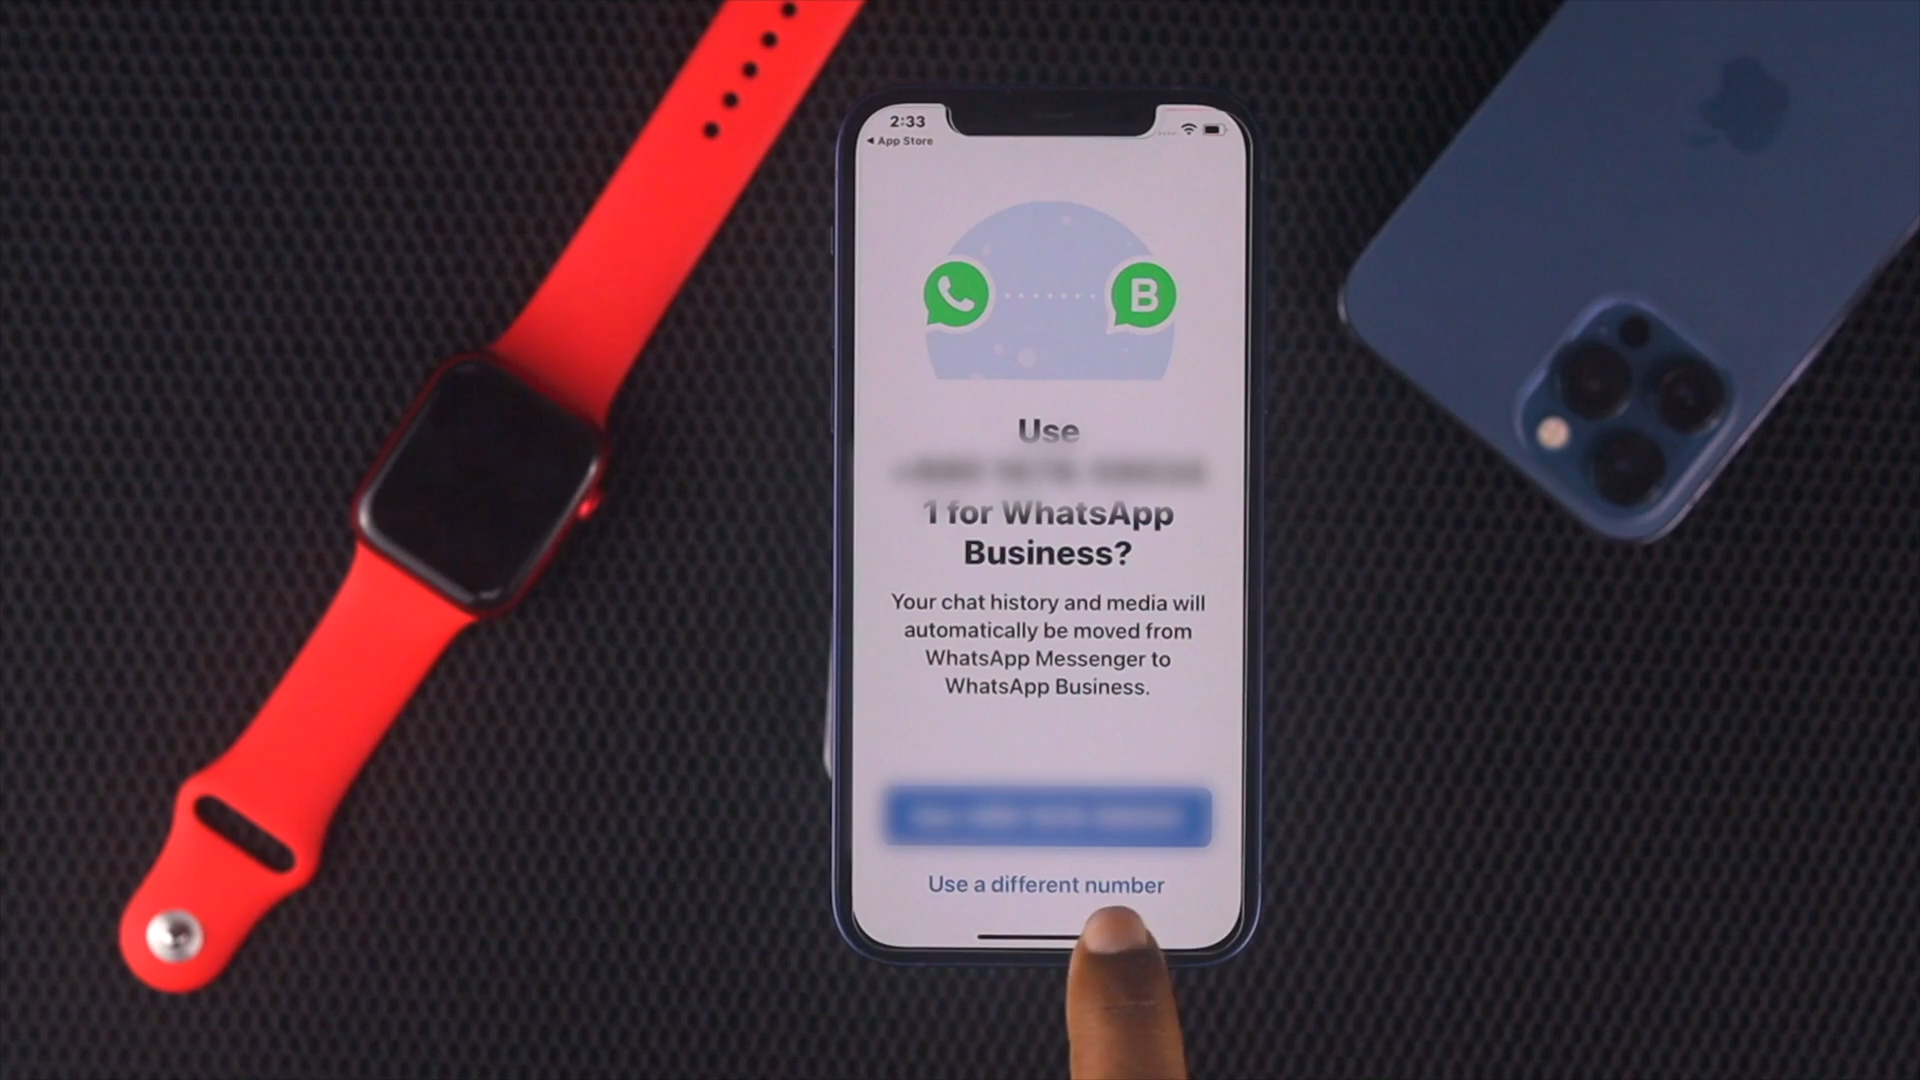 2:33
◀ App Store
B
Use
1 for WhatsApp
Business?
Your chat history and media will
automatically be moved from
WhatsApp Messenger to
WhatsApp Business.
Use a different number